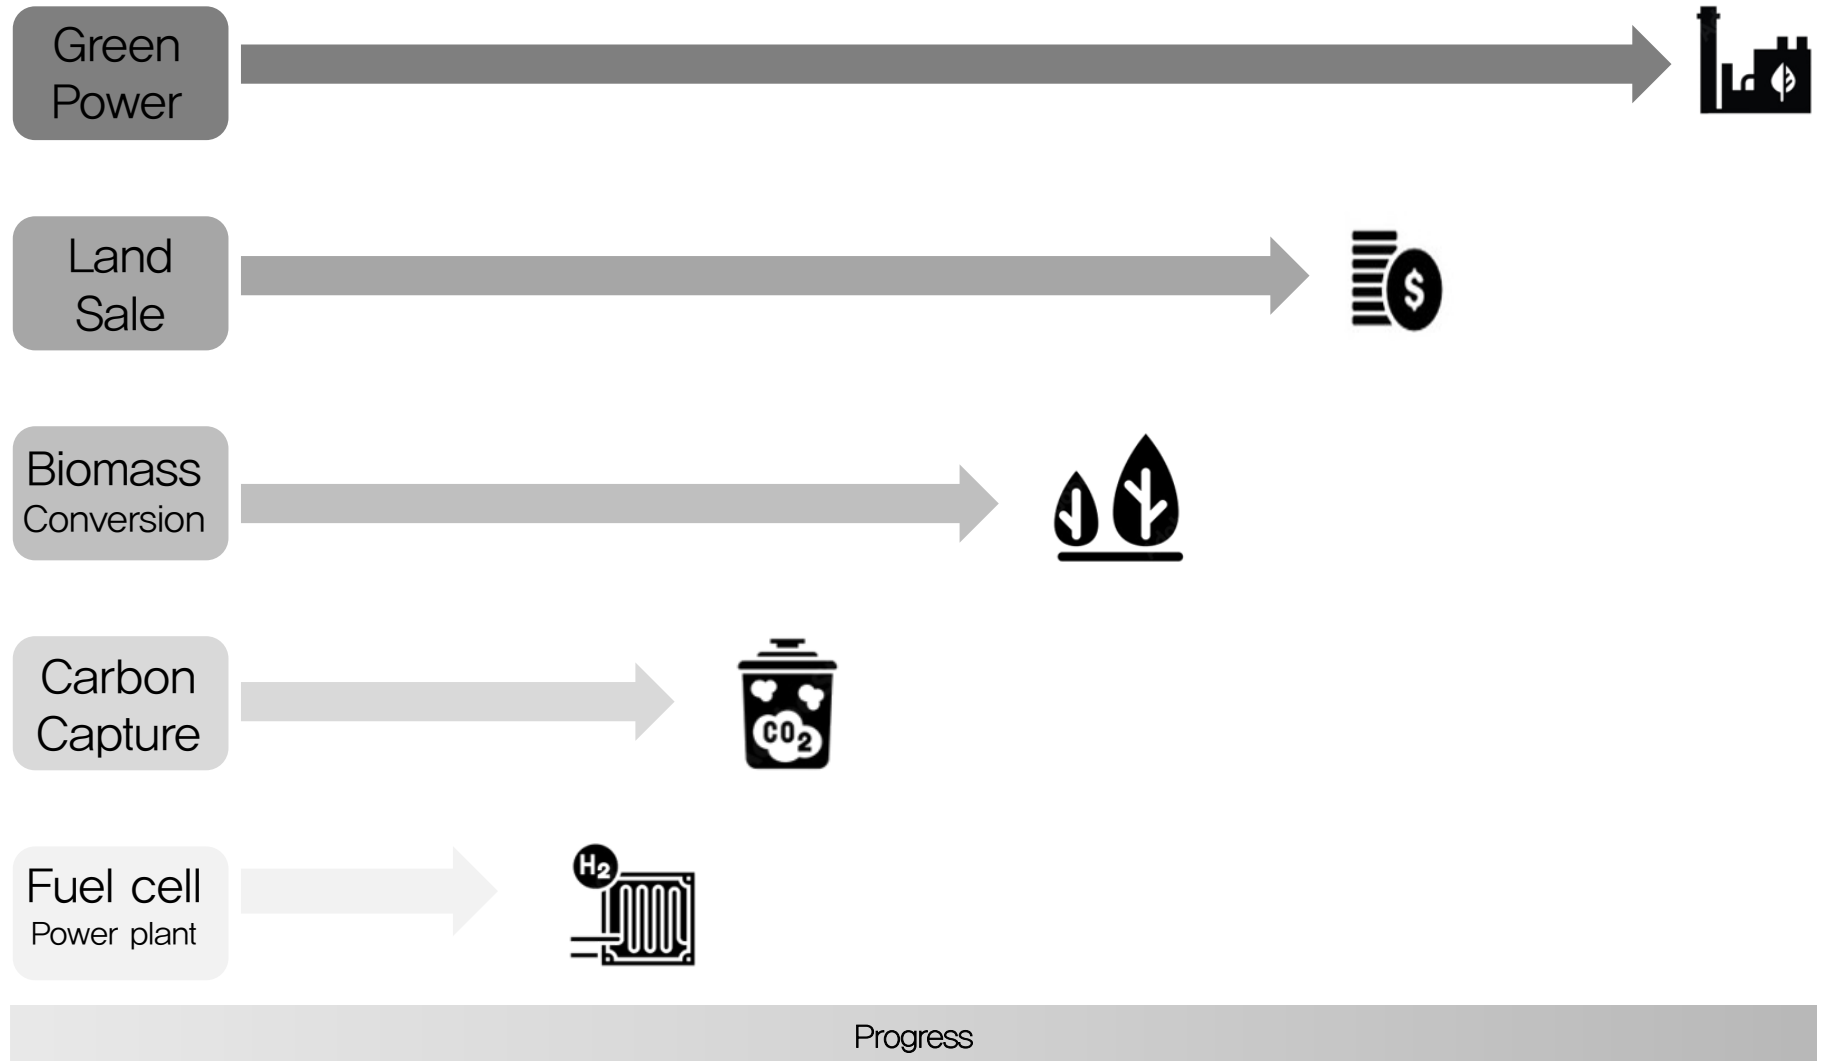 Green
Power
$
Land
Sale
Biomass
Conversion
Carbon
Capture
CO2
H2
Fuel cell
Power plant
Progress